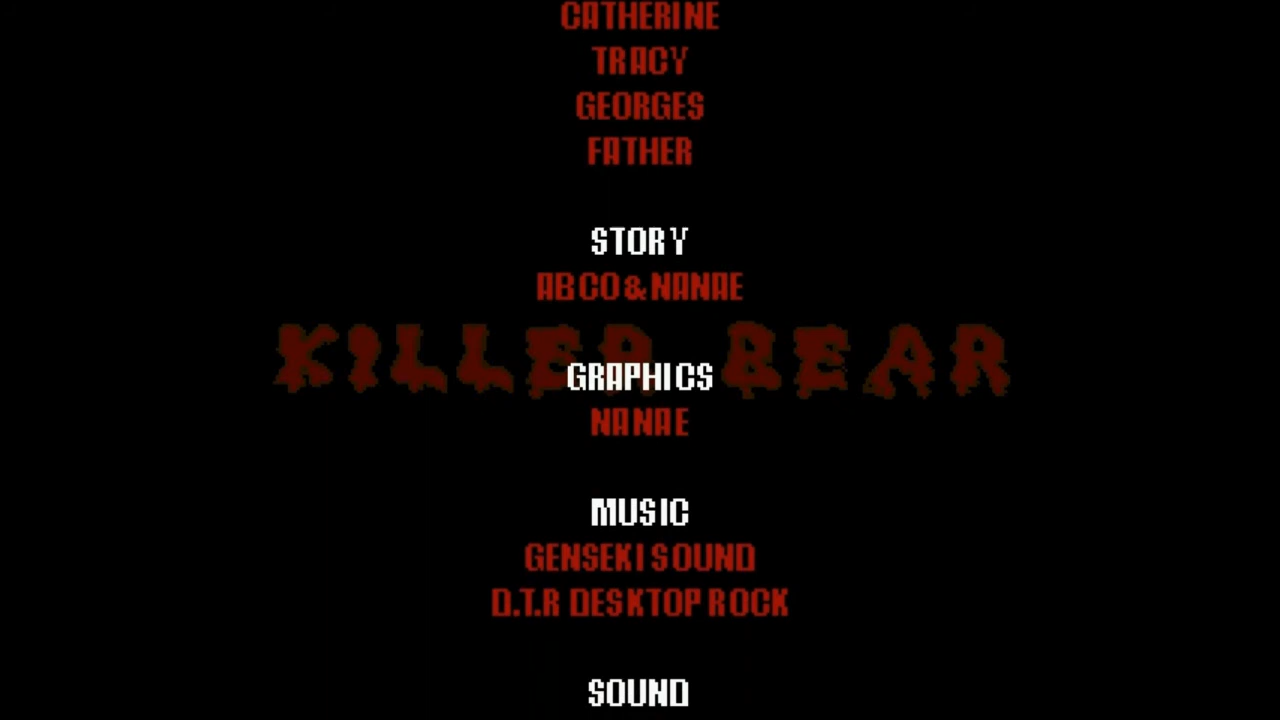 CATHERINE
TRACY
GEORGES
FATHER
STORY
ABCO & NANAE
KILLER BEAR
GRAPHICS
NANAE
MUSIC
GENSEKI SOUND
D.T.R DESKTOP ROCK
SOUND